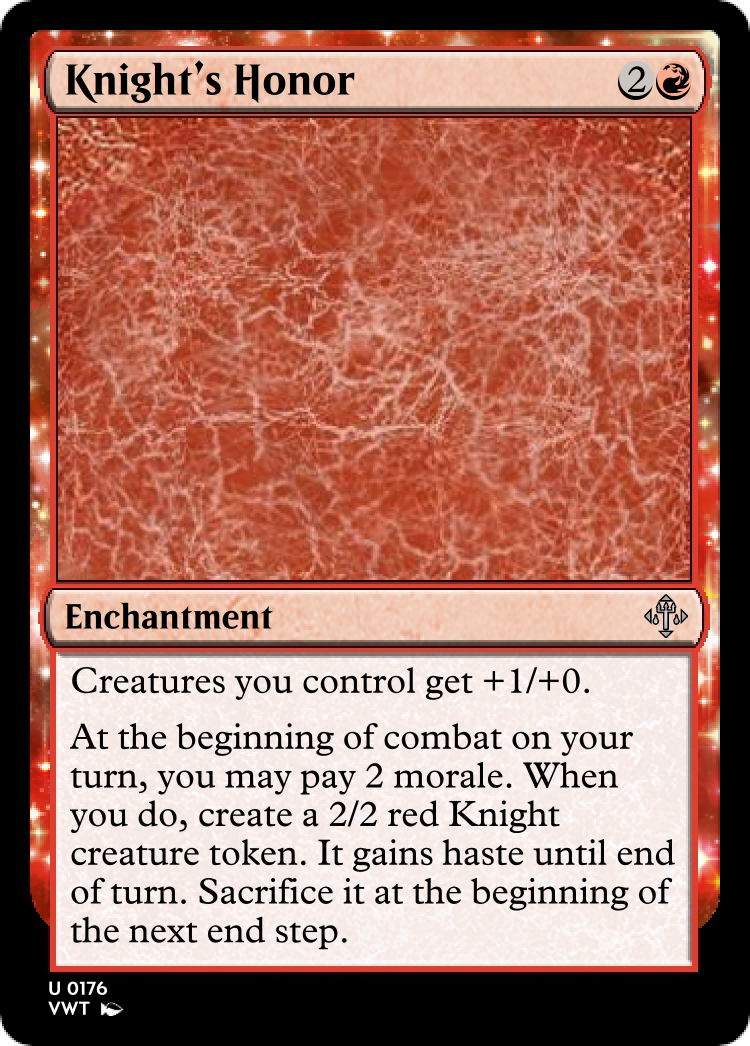 Knight's Honor 2
Enchantment
Creatures you control get +1/+0.
At the beginning of combat on your
turn, you may pay 2 morale. When
you do, create a 2/2 red Knight
creature token. It gains haste until end
of turn. Sacrifice it at the beginning of
the next end step.
U 0176
VWT